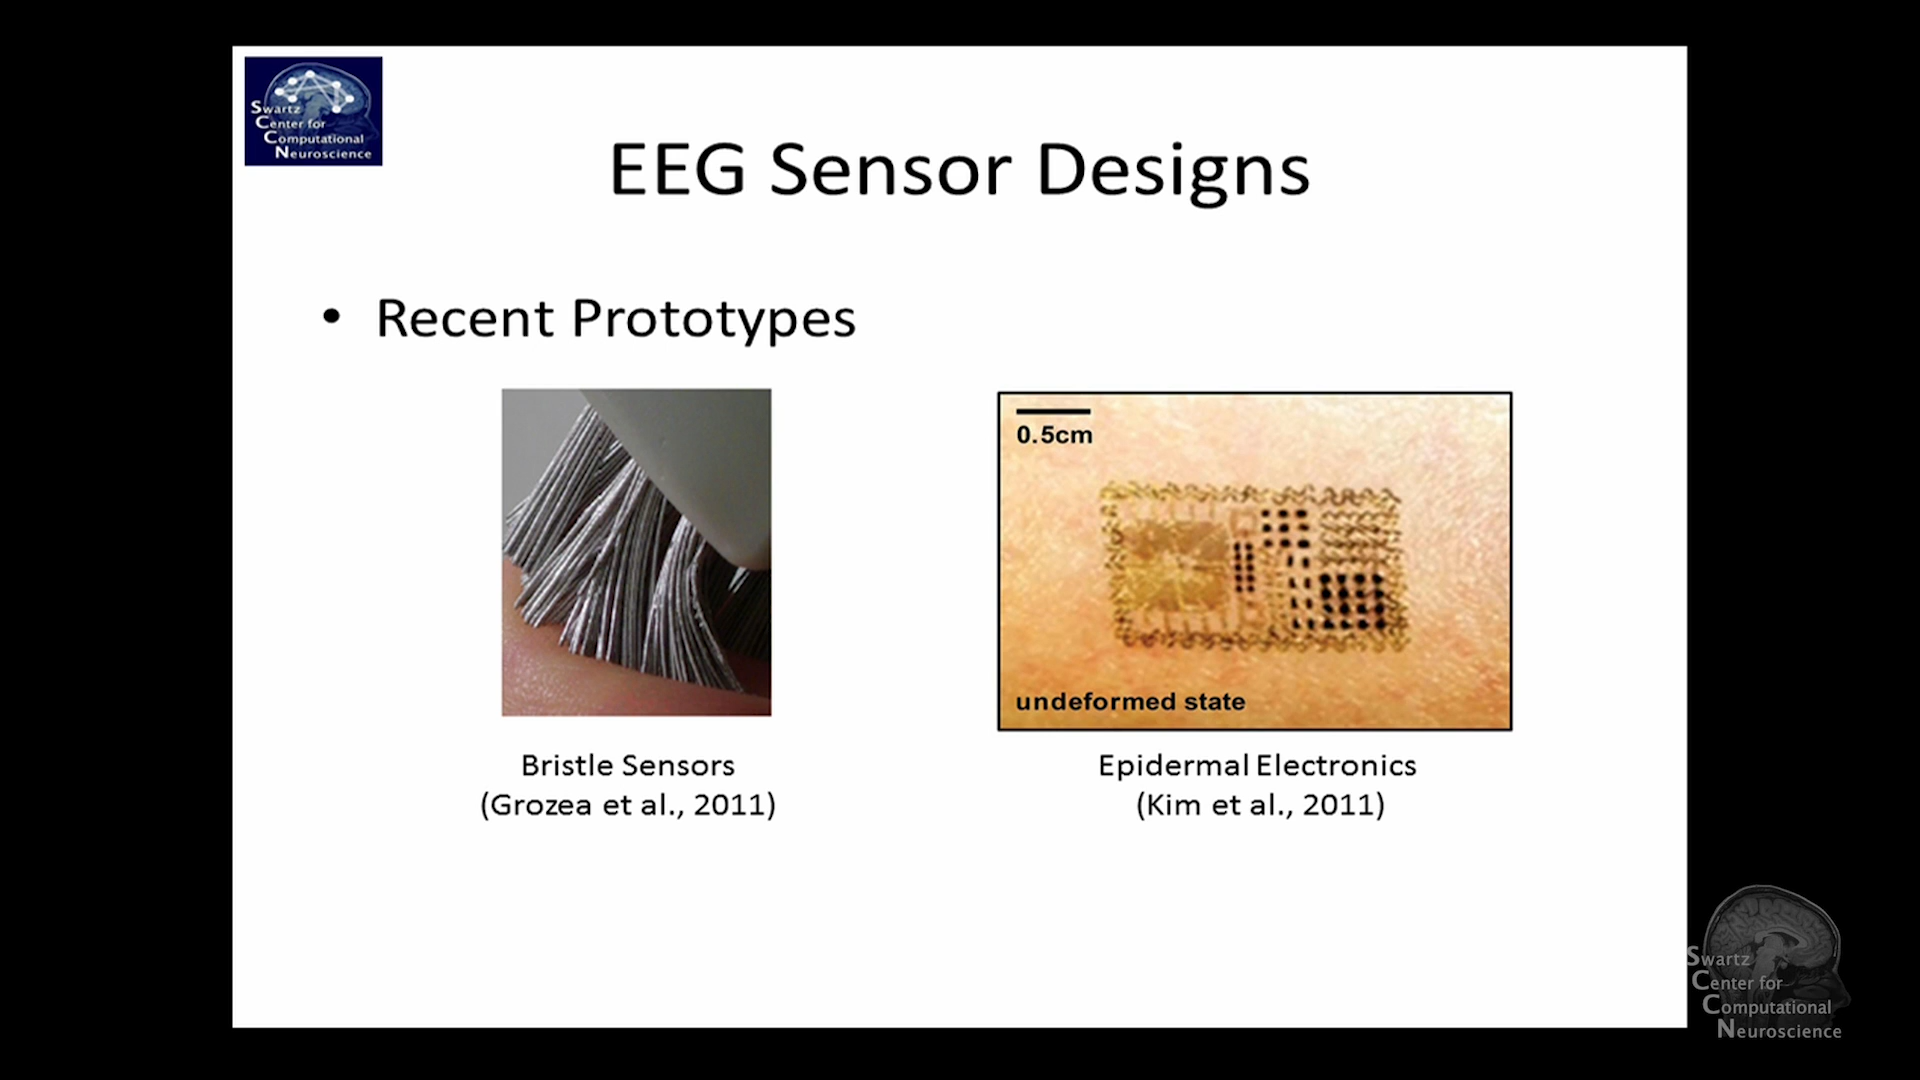 Swartz
Center for
Computational
Neuroscience
EEG Sensor Designs
• Recent Prototypes
0.5cm
undeformed state
Bristle Sensors
(Grozea et al., 2011)
Epidermal Electronics
(Kim et al., 2011)
Swartz
Center for
Computational
Neuroscience